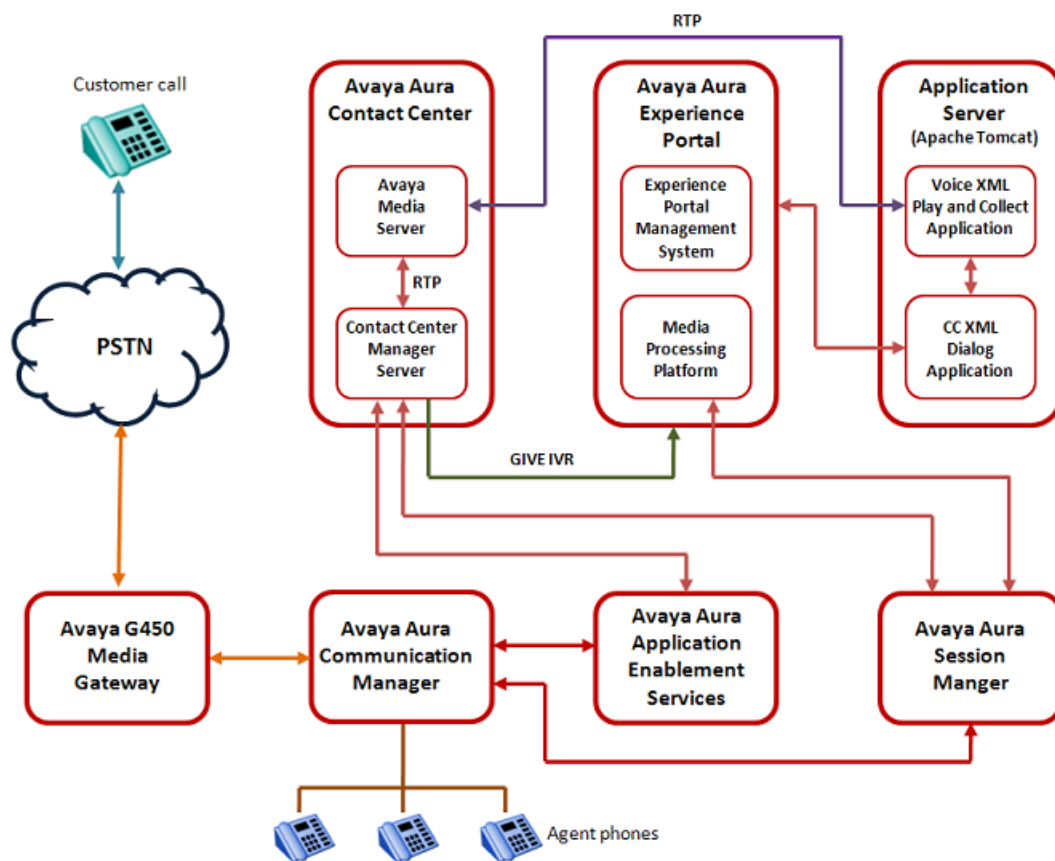 RTP
Customer call
Avaya Aura
Contact Center
Avaya
Media
Server
RTP
Contact Center
Manager
Server
Avaya Aura
Experience
Portal
Experience
Portal
Management
System
Media
Processing
Platform
Application
Server
(Apache Tomcat)
Voice XML
Play and Collect
Application
CC XML
Dialog
Application
PSTN
GIVE IVR
Avaya G450
Media
Gateway
Avaya Aura
Communication
Manager
Avaya Aura
Application
Enablement
Services
Avaya Aura
Session
Manger
Agent phones